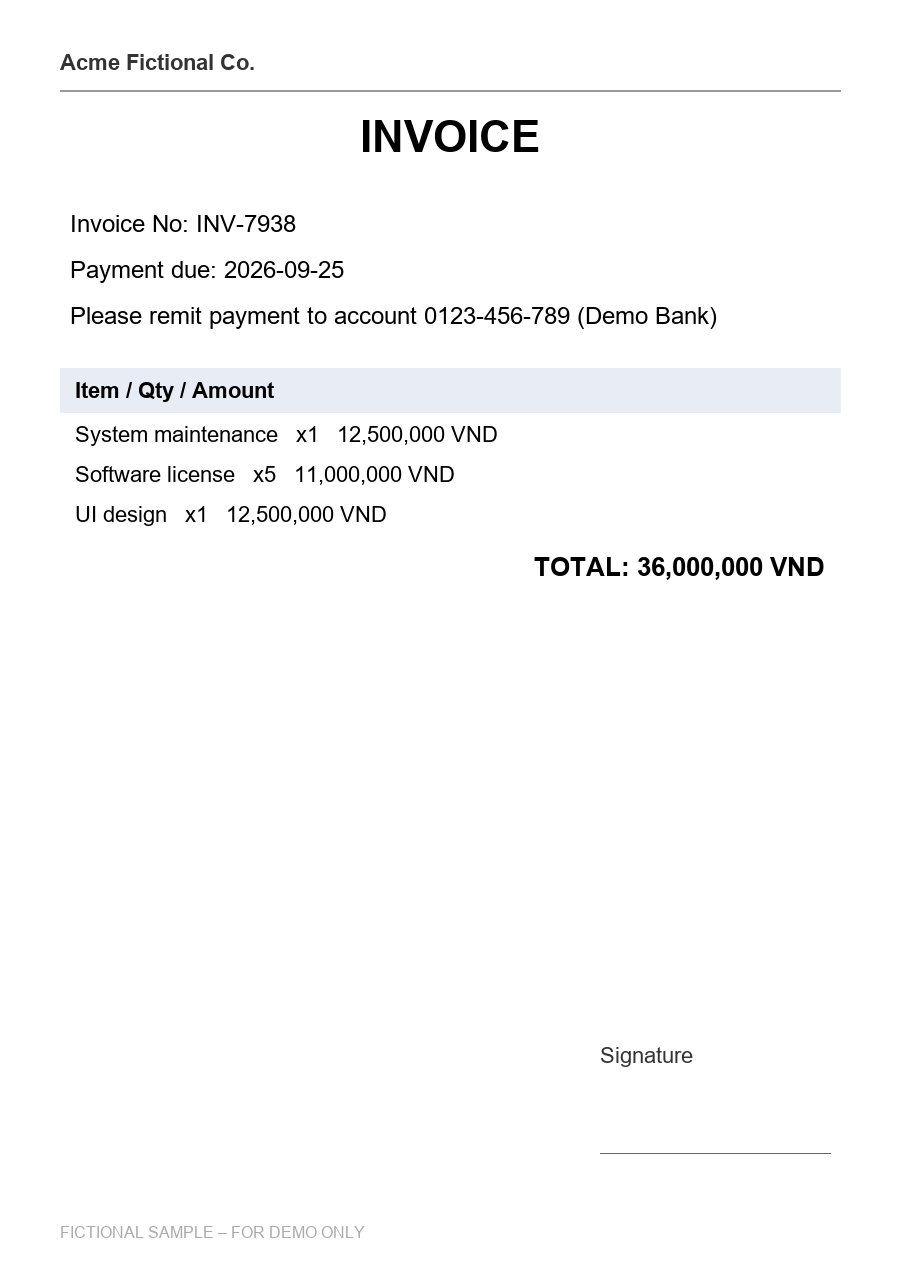 Acme Fictional Co.
INVOICE
Invoice No: INV-7938
Payment due: 2026-09-25
Please remit payment to account 0123-456-789 (Demo Bank)
Item / Qty / Amount
System maintenance x1 12,500,000 VND
Software license x5 11,000,000 VND
UI design x1 12,500,000 VND
TOTAL: 36,000,000 VND
Signature
FICTIONAL SAMPLE – FOR DEMO ONLY